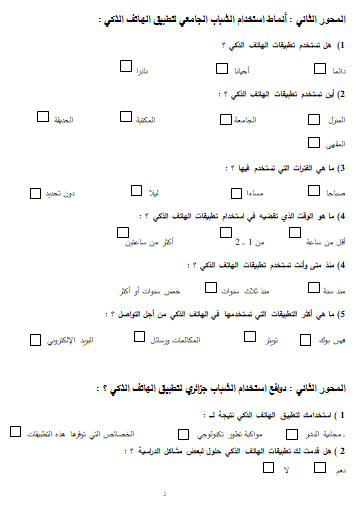 المحور الثاني : أنماط استخدام الشباب الجامعي لتطبيق الهاتف الذكي :
1) هل تستخدم تطبيقات الهاتف الذكي ؟ :
دائما أحيانا نادرا
2) أين تستخدم تطبيقات الهاتف الذكي ؟ :
المنزل الجامعة المكتبة الحديقة
المقهى
3) ما هي الفترات التي تستخدم فيها ؟ :
صباحا مساءا ليلا دون تحديد
4) ما هو الوقت الذي تقضيه في استخدام تطبيقات الهاتف الذكي ؟ :
أقل من ساعة من 1 - 2 أكثر من ساعتين
4) منذ متى وأنت تستخدم تطبيقات الهاتف الذكي ؟ :
منذ سنة منذ ثلاث سنوات خمس سنوات أو أكثر
5) ما هي أكثر التطبيقات التي تستخدمها في الهاتف الذكي من أجل التواصل ؟ :
فيس بوك تويتر المكالمات ورسائل البريد الإلكتروني
المحور الثاني : دوافع استخدام الشباب جزائري لتطبيق الهاتف الذكي ؟ :
1 ) استخدامك لتطبيق الهاتف الذكي نتيجة لـ :
. مجانية النشر مواكبة تطور تكنولوجي الخصائص التي توفرها هذه التطبيقات
2 ) هل قدمت لك تطبيقات الهاتف الذكي حلول لبعض مشاكل الدراسية ؟ :
نعم لا
2